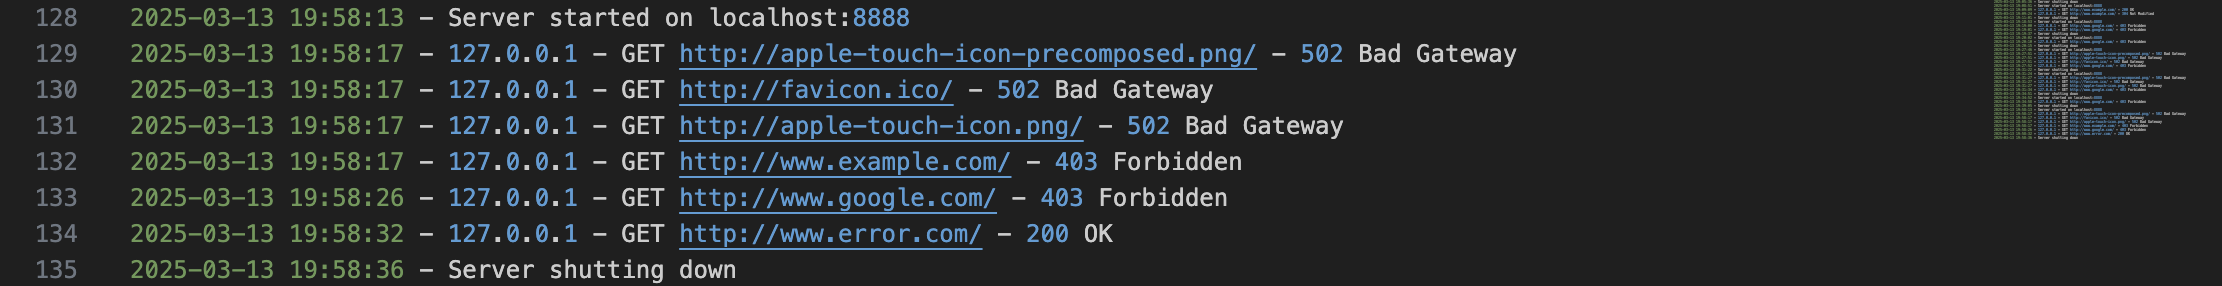 128 2025-03-13 19:58:13 - Server started on localhost:8888
129 2025-03-13 19:58:17 - 127.0.0.1 - GET http://apple-touch-icon-precomposed.png/ - 502 Bad Gateway
130 2025-03-13 19:58:17 - 127.0.0.1 - GET http://favicon.ico/ - 502 Bad Gateway
131 2025-03-13 19:58:17 - 127.0.0.1 - GET http://apple-touch-icon.png/ - 502 Bad Gateway
132 2025-03-13 19:58:17 - 127.0.0.1 - GET http://www.example.com/ - 403 Forbidden
133 2025-03-13 19:58:26 - 127.0.0.1 - GET http://www.google.com/ - 403 Forbidden
134 2025-03-13 19:58:32 - 127.0.0.1 - GET http://www.error.com/ - 200 OK
135 2025-03-13 19:58:36 - Server shutting down